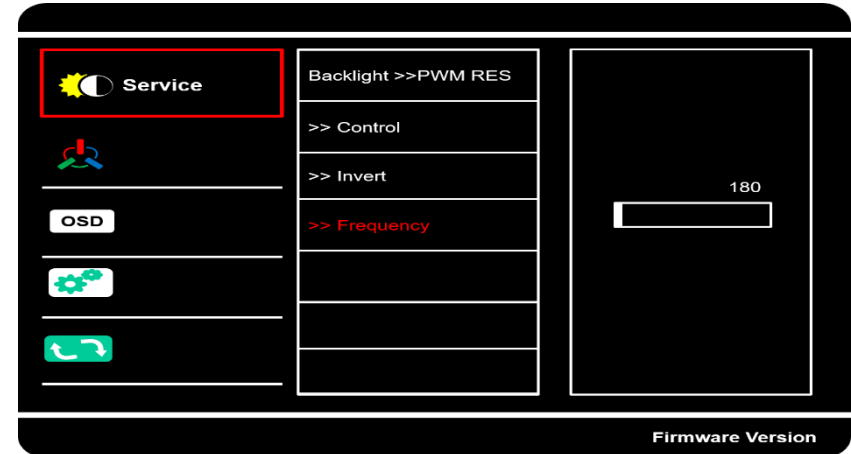 Service
OSD
Backlight >>PWM RES
>> Control
>> Invert
>> Frequency
180
Firmware Version